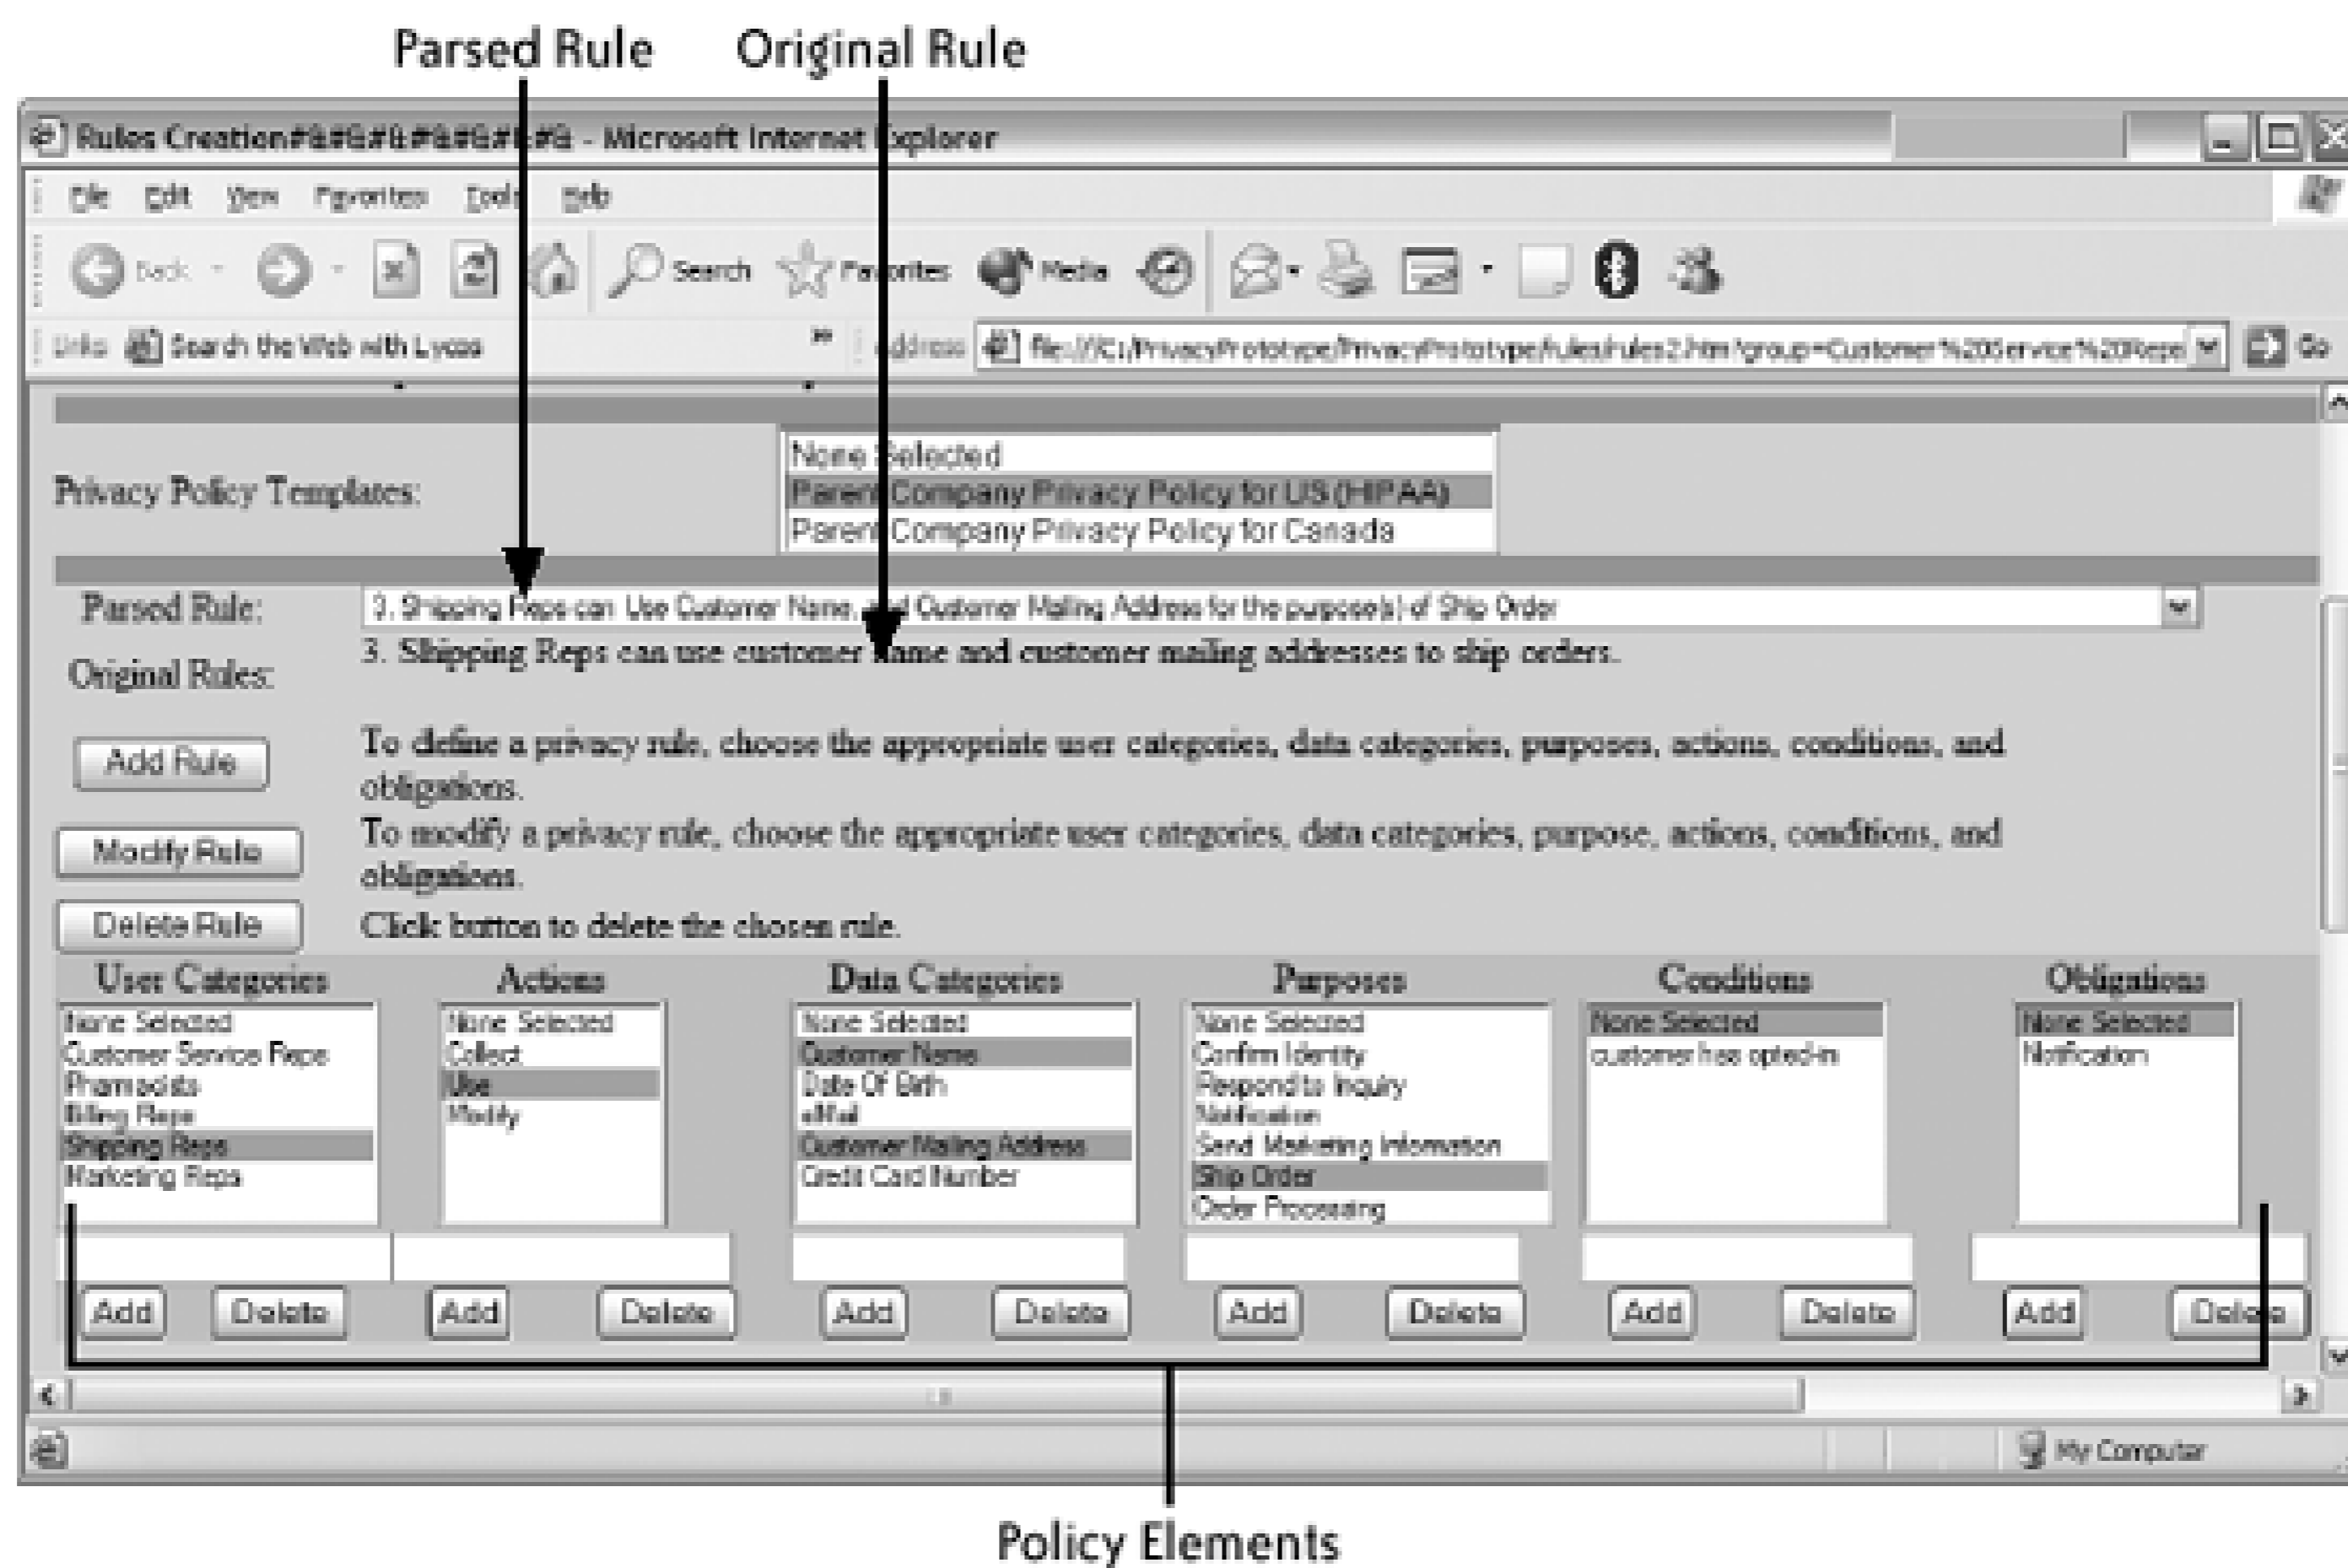 Parsed Rule Original Rule
Rules Creation#&#&#&#&#&#& - Microsoft Internet Explorer
File Edit View Favorites Tools Help
Back Search Favorites Media
Links Search the Web with Lycos » Address file:///C:/PrivacyPrototype/PrivacyPrototype/rules/rules2.htm?group=Customer%20Service%20Reps Go
Privacy Policy Templates:
None Selected
Parent Company Privacy Policy for US (HIPAA)
Parent Company Privacy Policy for Canada
Parsed Rule: 3. Shipping Reps can Use Customer Name, and Customer Mailing Address for the purpose(s) of Ship Order
Original Rules: 3. Shipping Reps can use customer name and customer mailing addresses to ship orders.
Add Rule To define a privacy rule, choose the appropriate user categories, data categories, purposes, actions, conditions, and
obligations.
Modify Rule To modify a privacy rule, choose the appropriate user categories, data categories, purpose, actions, conditions, and
obligations.
Delete Rule Click button to delete the chosen rule.
User Categories
None Selected
Customer Service Reps
Pharmacists
Billing Reps
Shipping Reps
Marketing Reps
Add Delete
Actions
None Selected
Collect
Use
Modify
Add Delete
Data Categories
None Selected
Customer Name
Date Of Birth
eMail
Customer Mailing Address
Credit Card Number
Add Delete
Purposes
None Selected
Confirm Identity
Respond to Inquiry
Notification
Send Marketing Information
Ship Order
Order Processing
Add Delete
Conditions
None Selected
customer has opted-in
Add Delete
Obligations
None Selected
Notification
Add Delete
My Computer
Policy Elements